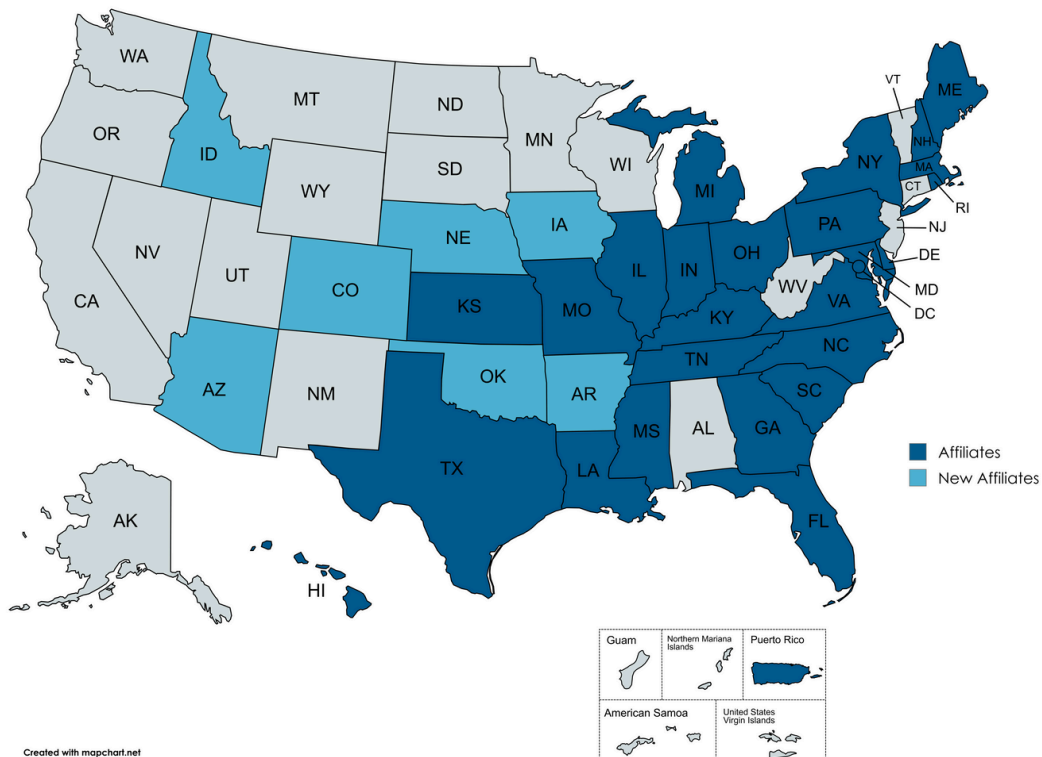 WA
MT
ND
MN
VT
ME
OR
ID
SD
WI
NY
NH
MA
WY
MI
CT
RI
IA
PA
NJ
NE
OH
NV
UT
IL
IN
DE
CO
WV
MD
CA
KS
MO
VA
DC
KY
NC
TN
OK
AZ
NM
AR
SC
MS
AL
GA
TX
LA
Affiliates
New Affiliates
AK
FL
HI
Guam
Northern Mariana
Islands
Puerto Rico
American Samoa
United States
Virgin Islands
Created with mapchart.net